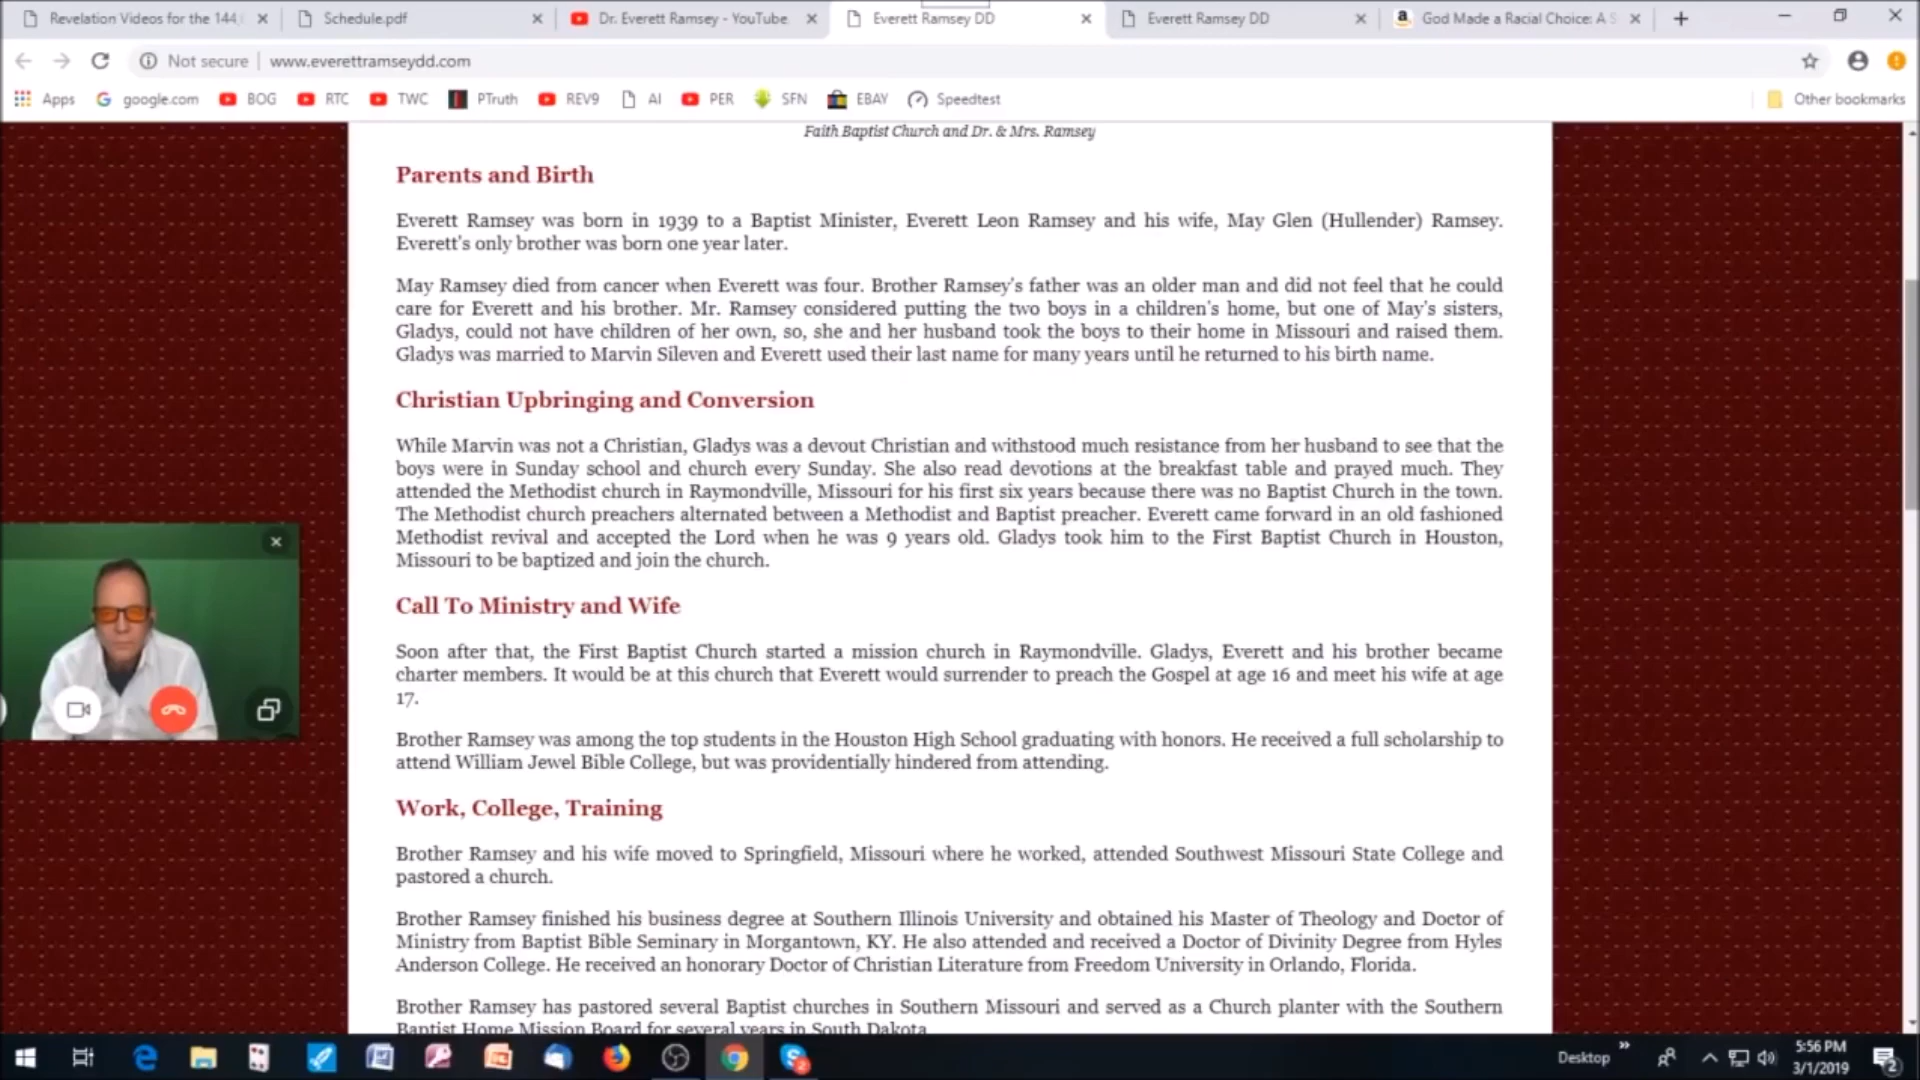 Revelation Videos for the 144,
Schedule.pdf
Dr. Everett Ramsey - YouTube
Everett Ramsey DD
Everett Ramsey DD
God Made a Racial Choice: A S
Not secure
www.everettramseydd.com
Apps
google.com
BOG
RTC
TWC
PTruth
REV9
AI
PER
SFN
EBAY
Speedtest
Other bookmarks
Faith Baptist Church and Dr. & Mrs. Ramsey
Parents and Birth
Everett Ramsey was born in 1939 to a Baptist Minister, Everett Leon Ramsey and his wife, May Glen (Hullender) Ramsey.
Everett's only brother was born one year later.
May Ramsey died from cancer when Everett was four. Brother Ramsey's father was an older man and did not feel that he could
care for Everett and his brother. Mr. Ramsey considered putting the two boys in a children's home, but one of May's sisters,
Gladys, could not have children of her own, so, she and her husband took the boys to their home in Missouri and raised them.
Gladys was married to Marvin Sileven and Everett used their last name for many years until he returned to his birth name.
Christian Upbringing and Conversion
While Marvin was not a Christian, Gladys was a devout Christian and withstood much resistance from her husband to see that the
boys were in Sunday school and church every Sunday. She also read devotions at the breakfast table and prayed much. They
attended the Methodist church in Raymondville, Missouri for his first six years because there was no Baptist Church in the town.
The Methodist church preachers alternated between a Methodist and Baptist preacher. Everett came forward in an old fashioned
Methodist revival and accepted the Lord when he was 9 years old. Gladys took him to the First Baptist Church in Houston,
Missouri to be baptized and join the church.
Call To Ministry and Wife
Soon after that, the First Baptist Church started a mission church in Raymondville. Gladys, Everett and his brother became
charter members. It would be at this church that Everett would surrender to preach the Gospel at age 16 and meet his wife at age
17.
Brother Ramsey was among the top students in the Houston High School graduating with honors. He received a full scholarship to
attend William Jewel Bible College, but was providentially hindered from attending.
Work, College, Training
Brother Ramsey and his wife moved to Springfield, Missouri where he worked, attended Southwest Missouri State College and
pastored a church.
Brother Ramsey finished his business degree at Southern Illinois University and obtained his Master of Theology and Doctor of
Ministry from Baptist Bible Seminary in Morgantown, KY. He also attended and received a Doctor of Divinity Degree from Hyles
Anderson College. He received an honorary Doctor of Christian Literature from Freedom University in Orlando, Florida.
Brother Ramsey has pastored several Baptist churches in Southern Missouri and served as a Church planter with the Southern
Baptist Home Mission Board for several years in South Dakota
Desktop
5:56 PM
3/1/2019
2